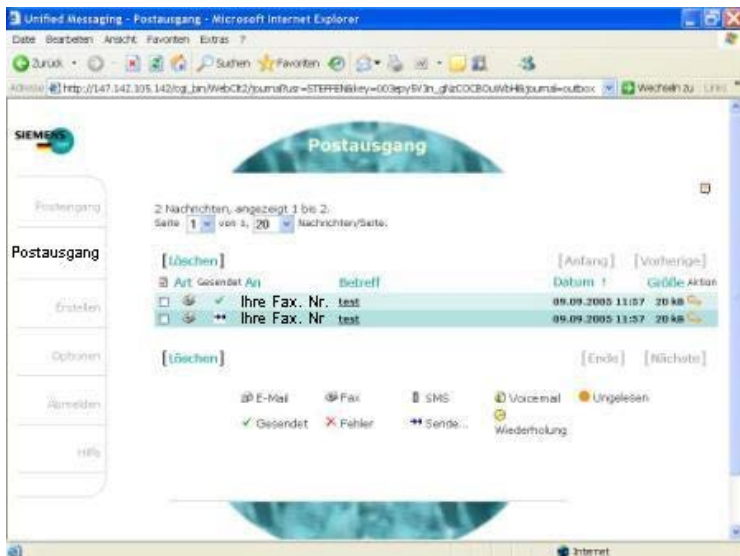 Unified Messaging - Postausgang - Microsoft Internet Explorer
Datei Bearbeiten Ansicht Favoriten Extras ?
Zurück Suchen Favoriten
Wechseln zu Links
SIEMENS
Postausgang
Posteingang
Postausgang
Erstellen
Optionen
Abmelden
Hilfe
2 Nachrichten, angezeigt 1 bis 2.
Seite 1 von 1, 20 Nachrichten/Seite.
[Löschen] [Anfang] [Vorherige]
Art Gesendet An Betreff Datum ↑ Größe Aktion
Ihre Fax. Nr. test 09.09.2005 11:57 20 kB
Ihre Fax. Nr test 09.09.2005 11:57 20 kB
[Löschen] [Ende] [Nächste]
E-Mail Fax SMS Voicemail Ungelesen
Gesendet Fehler Sende... Wiederholung
Internet